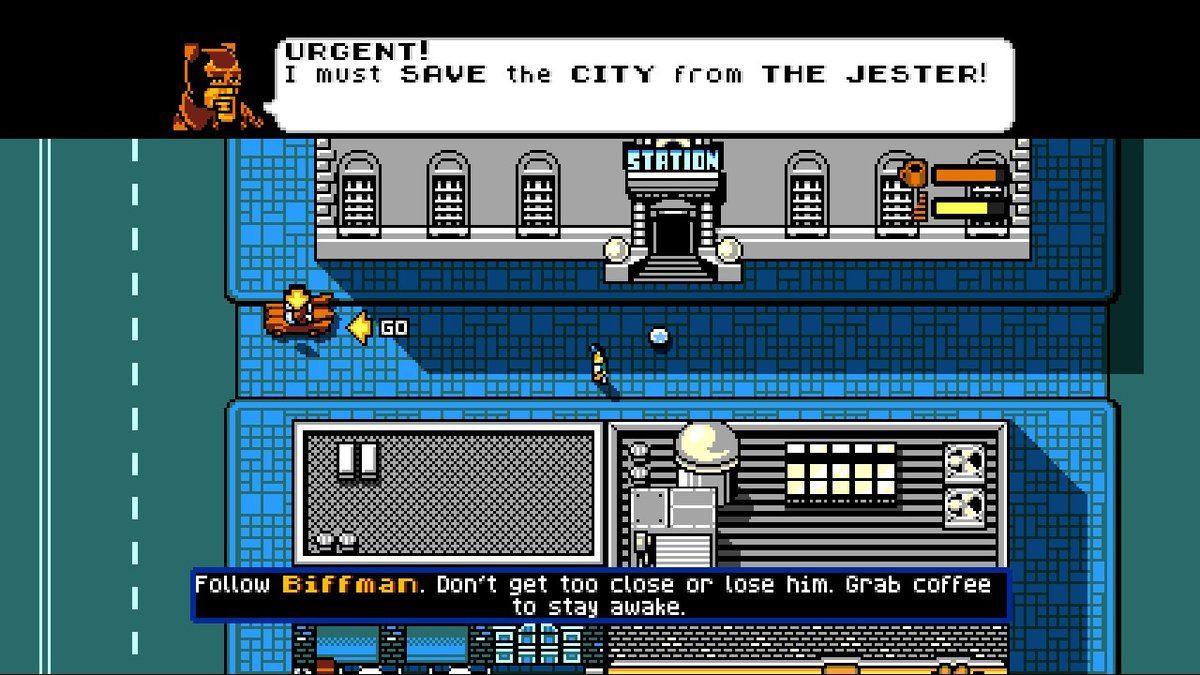 URGENT!
I must SAVE the CITY from THE JESTER!
STATION
GO
Follow Biffman. Don't get too close or lose him. Grab coffee
to stay awake.